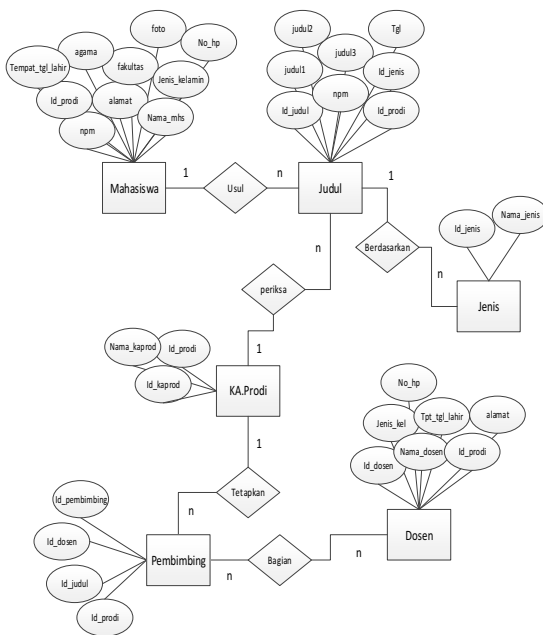 foto
No_hp
agama
fakultas
Tempat_tgl_lahir
Jenis_kelamin
Id_prodi
alamat
npm
Nama_mhs
judul2
Tgl
judul3
judul1
Id_jenis
npm
Id_judul
Id_prodi
Mahasiswa
1
Usul
n
Judul
1
n
Berdasarkan
n
Id_jenis
Nama_jenis
Jenis
periksa
1
Nama_kaprod
Id_prodi
Id_kaprod
KA.Prodi
1
Tetapkan
n
No_hp
Jenis_kel
Tpt_tgl_lahir
alamat
Nama_dosen
Id_dosen
Id_prodi
Dosen
Id_pembimbing
Id_dosen
Id_judul
Id_prodi
Pembimbing
n
Bagian
n